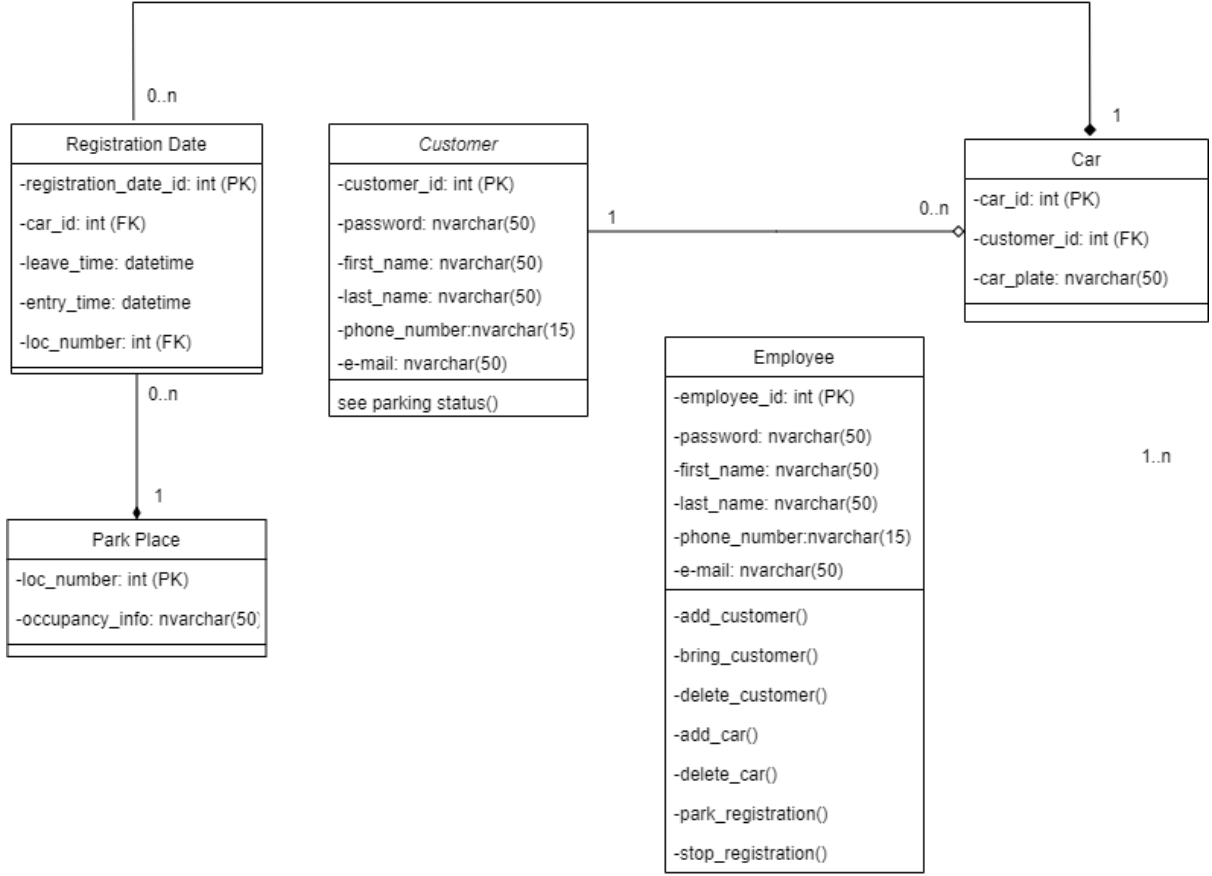 0..n
1
Registration Date
-registration_date_id: int (PK)
-car_id: int (FK)
-leave_time: datetime
-entry_time: datetime
-loc_number: int (FK)
0..n
1
Park Place
-loc_number: int (PK)
-occupancy_info: nvarchar(50)
Customer
-customer_id: int (PK)
-password: nvarchar(50)
-first_name: nvarchar(50)
-last_name: nvarchar(50)
-phone_number:nvarchar(15)
-e-mail: nvarchar(50)
see parking status()
1
0..n
Car
-car_id: int (PK)
-customer_id: int (FK)
-car_plate: nvarchar(50)
Employee
-employee_id: int (PK)
-password: nvarchar(50)
-first_name: nvarchar(50)
-last_name: nvarchar(50)
-phone_number:nvarchar(15)
-e-mail: nvarchar(50)
-add_customer()
-bring_customer()
-delete_customer()
-add_car()
-delete_car()
-park_registration()
-stop_registration()
1..n